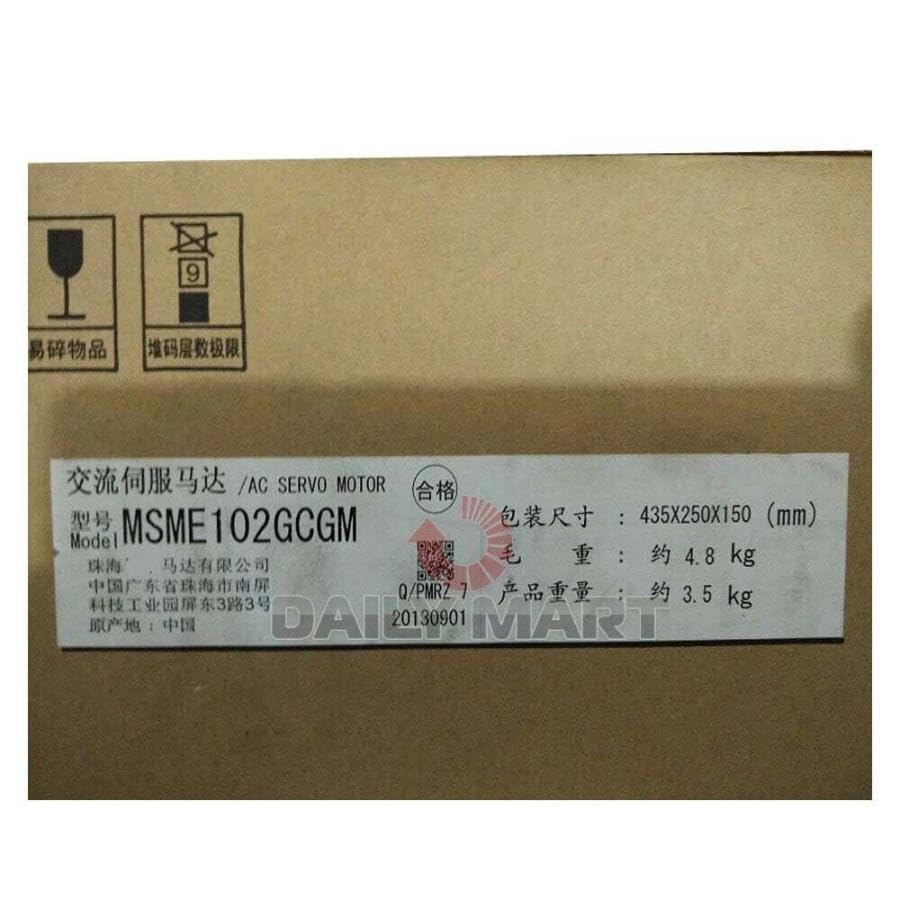 9
易碎物品
堆码层数极限
交流伺服马达 /AC SERVO MOTOR
合格
型号
Model MSME102GCGM
珠海 马达有限公司
中国广东省珠海市南屏
科技工业园屏东3路3号
原产地: 中国
Q/PMRZ 7
20130901
包装尺寸 : 435X250X150 (mm)
毛 重 : 约 4.8 kg
产品重量 : 约 3.5 kg
DAILY MART